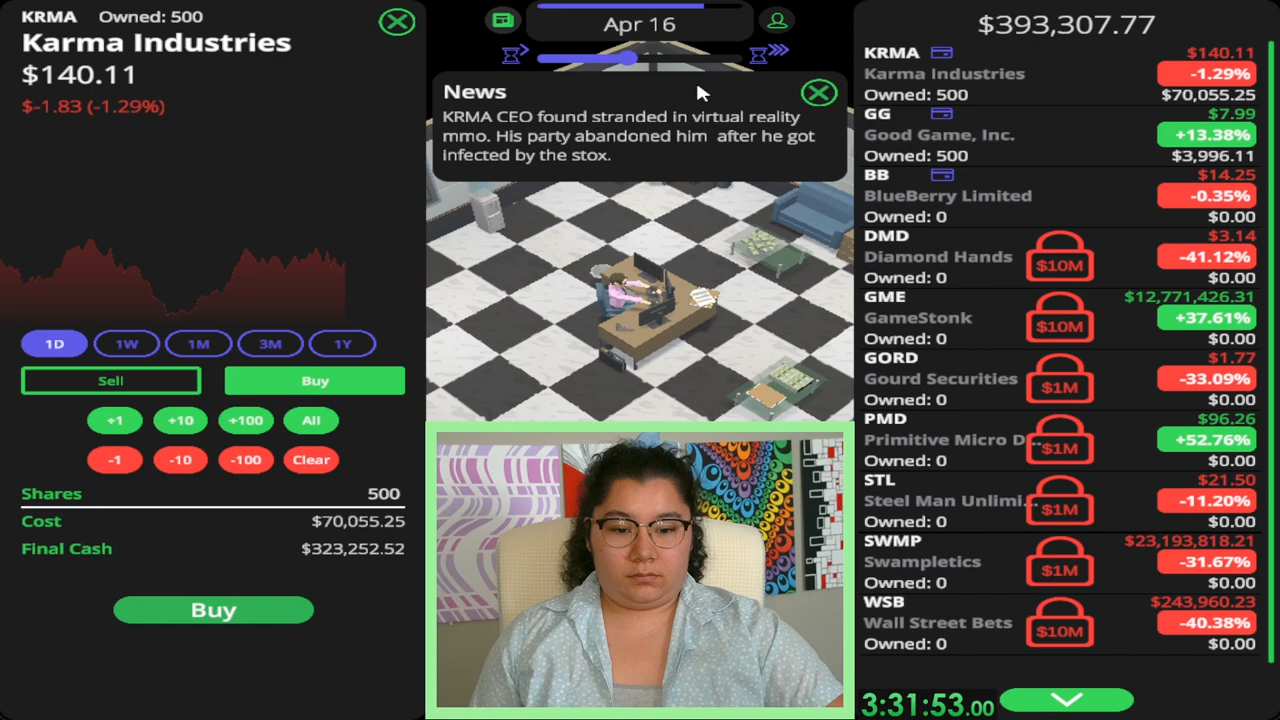 KRMA Owned: 500
Karma Industries
$140.11
$-1.83 (-1.29%)
1D 1W 1M 3M 1Y
Sell Buy
+1 +10 +100 All
-1 -10 -100 Clear
Shares 500
Cost $70,055.25
Final Cash $323,252.52
Buy
Apr 16
News
KRMA CEO found stranded in virtual reality
mmo. His party abandoned him after he got
infected by the stox.
$393,307.77
KRMA $140.11
Karma Industries -1.29%
Owned: 500 $70,055.25
GG $7.99
Good Game, Inc. +13.38%
Owned: 500 $3,996.11
BB $14.25
BlueBerry Limited -0.35%
Owned: 0 $0.00
DMD $3.14
Diamond Hands $10M -41.12%
Owned: 0 $0.00
GME $12,771,426.31
GameStonk $10M +37.61%
Owned: 0 $0.00
GORD $1.77
Gourd Securities $1M -33.09%
Owned: 0 $0.00
PMD $96.26
Primitive Micro D... $1M +52.76%
Owned: 0 $0.00
STL $21.50
Steel Man Unlimi... $1M -11.20%
Owned: 0 $0.00
SWMP $23,193,818.21
Swampletics $1M -31.67%
Owned: 0 $0.00
WSB $243,960.23
Wall Street Bets $10M -40.38%
Owned: 0 $0.00
3:31:53.00